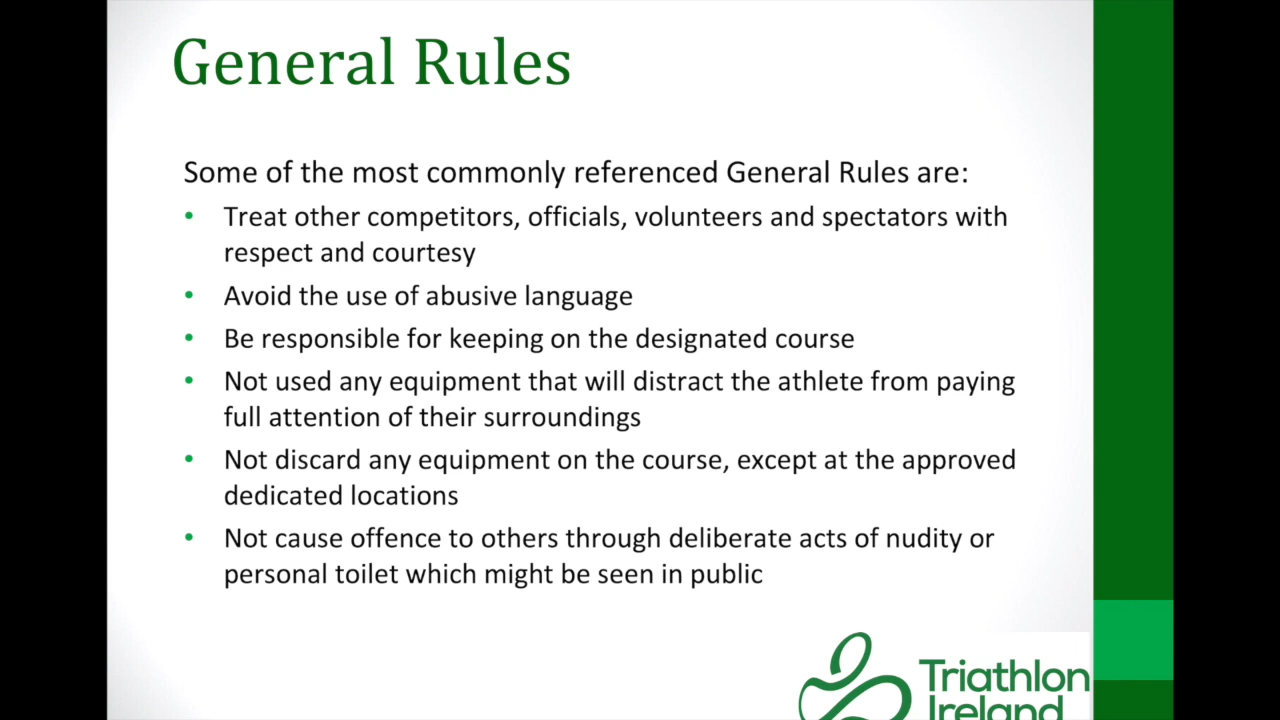 General Rules
Some of the most commonly referenced General Rules are:
• Treat other competitors, officials, volunteers and spectators with
respect and courtesy
• Avoid the use of abusive language
• Be responsible for keeping on the designated course
• Not used any equipment that will distract the athlete from paying
full attention of their surroundings
• Not discard any equipment on the course, except at the approved
dedicated locations
• Not cause offence to others through deliberate acts of nudity or
personal toilet which might be seen in public
Triathlon
Ireland